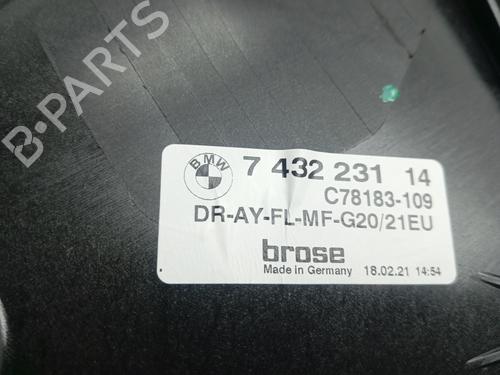 B-PARTS
BMW
7 432 231 14
C78183-109
DR-AY-FL-MF-G20/21EU
brose
Made in Germany 18.02.21 14:54